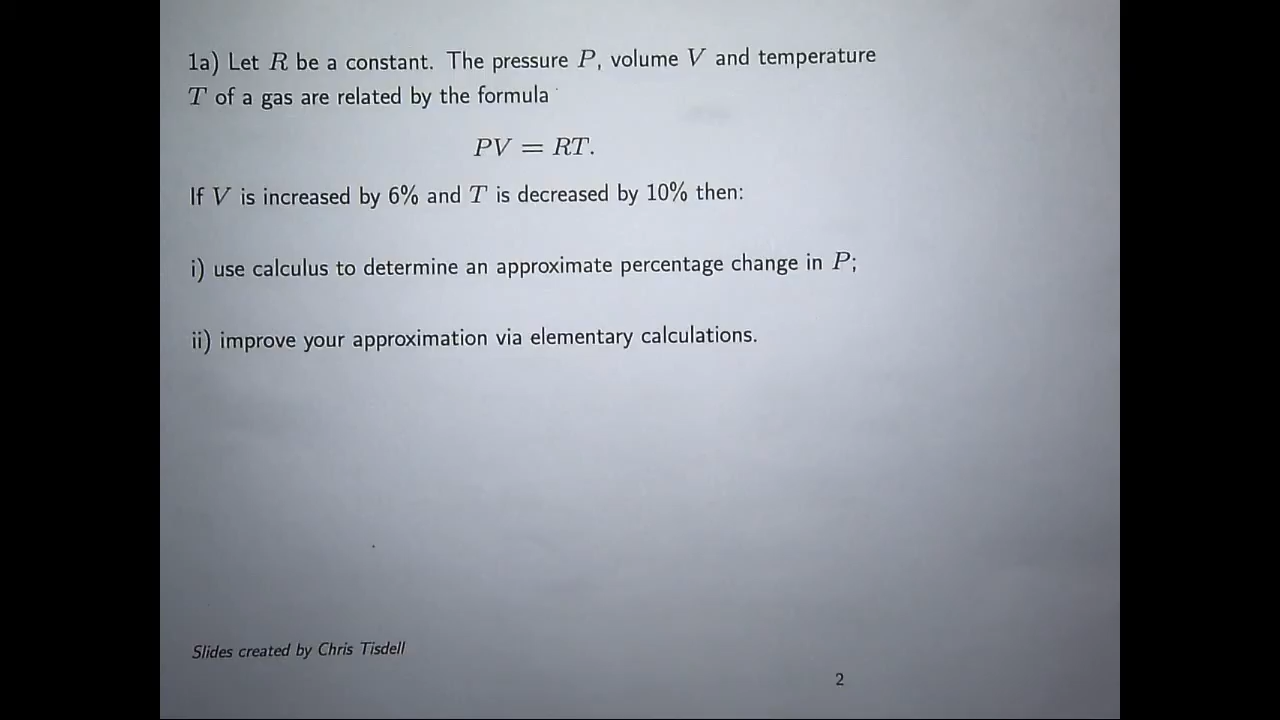 1a) Let R be a constant. The pressure P, volume V and temperature
T of a gas are related by the formula
PV = RT.
If V is increased by 6% and T is decreased by 10% then:
i) use calculus to determine an approximate percentage change in P;
ii) improve your approximation via elementary calculations.
Slides created by Chris Tisdell
2